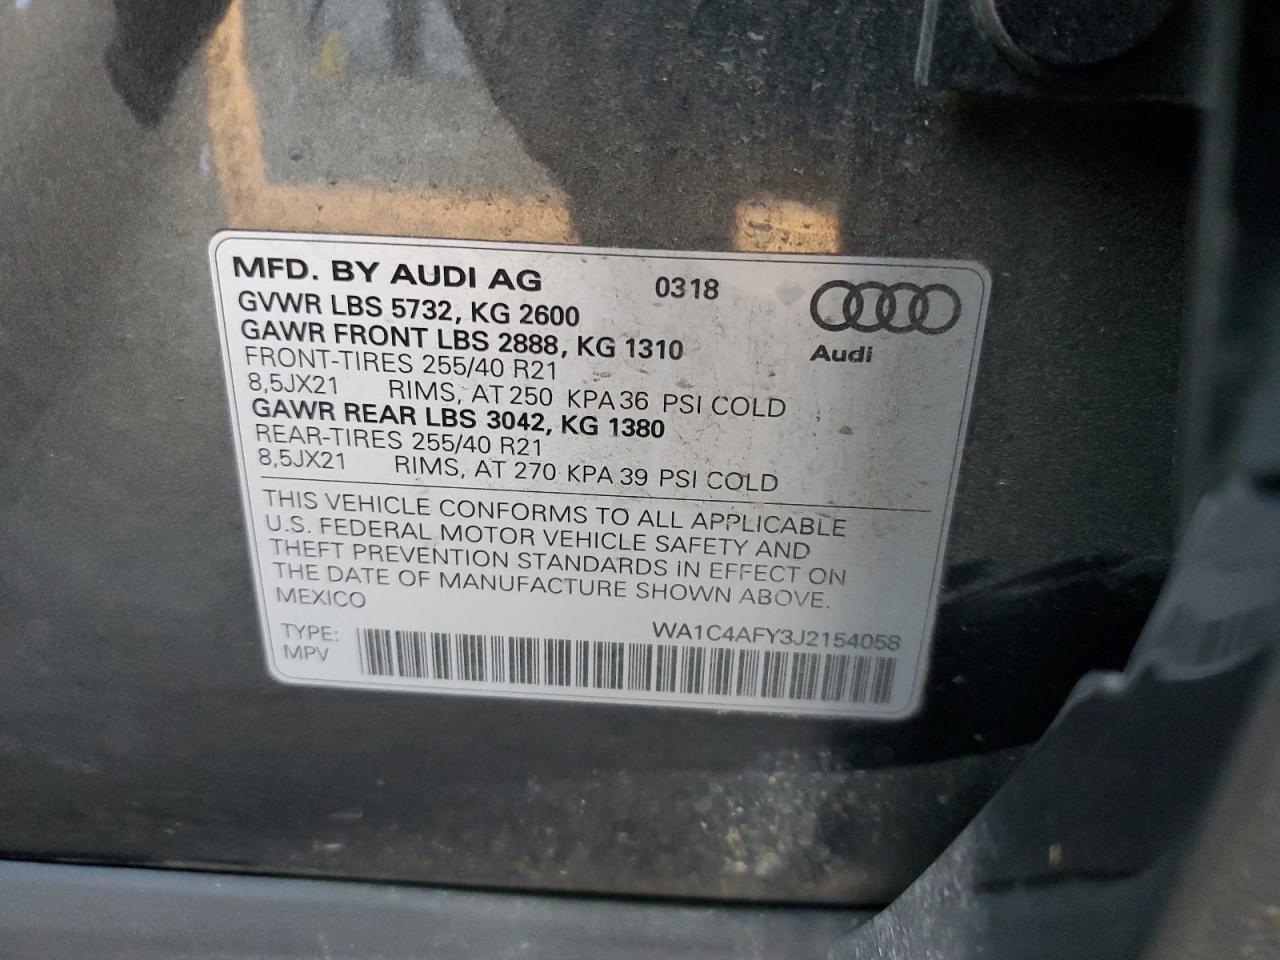 MFD. BY AUDI AG 0318
GVWR LBS 5732, KG 2600
GAWR FRONT LBS 2888, KG 1310
FRONT-TIRES 255/40 R21
8,5JX21 RIMS, AT 250 KPA 36 PSI COLD
GAWR REAR LBS 3042, KG 1380
REAR-TIRES 255/40 R21
8,5JX21 RIMS, AT 270 KPA 39 PSI COLD
Audi
THIS VEHICLE CONFORMS TO ALL APPLICABLE
U.S. FEDERAL MOTOR VEHICLE SAFETY AND
THEFT PREVENTION STANDARDS IN EFFECT ON
THE DATE OF MANUFACTURE SHOWN ABOVE.
MEXICO
TYPE: WA1C4AFY3J2154058
MPV